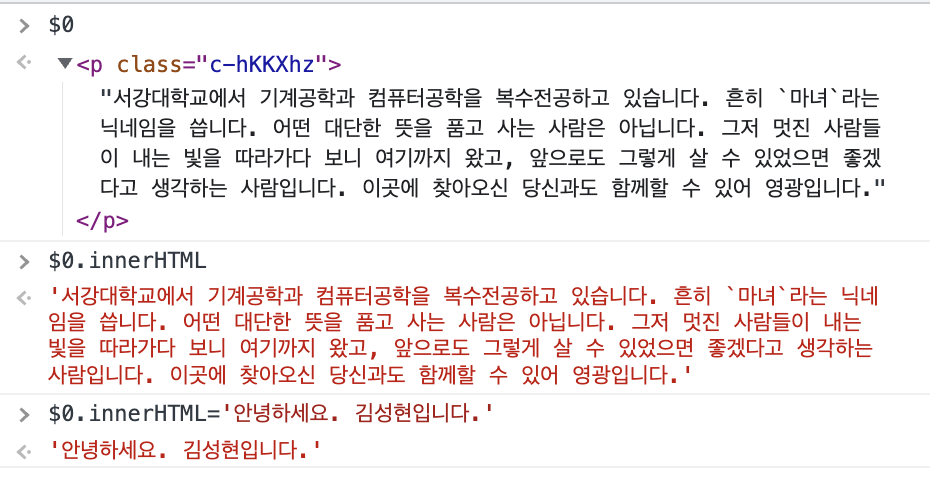 > $0
<p class="c-hKKXhz">
"서강대학교에서 기계공학과 컴퓨터공학을 복수전공하고 있습니다. 흔히 `마녀`라는
닉네임을 씁니다. 어떤 대단한 뜻을 품고 사는 사람은 아닙니다. 그저 멋진 사람들
이 내는 빛을 따라가다 보니 여기까지 왔고, 앞으로도 그렇게 살 수 있었으면 좋겠
다고 생각하는 사람입니다. 이곳에 찾아오신 당신과도 함께할 수 있어 영광입니다."
</p>
> $0.innerHTML
'서강대학교에서 기계공학과 컴퓨터공학을 복수전공하고 있습니다. 흔히 `마녀`라는 닉네
임을 씁니다. 어떤 대단한 뜻을 품고 사는 사람은 아닙니다. 그저 멋진 사람들이 내는
빛을 따라가다 보니 여기까지 왔고, 앞으로도 그렇게 살 수 있었으면 좋겠다고 생각하는
사람입니다. 이곳에 찾아오신 당신과도 함께할 수 있어 영광입니다.'
> $0.innerHTML='안녕하세요. 김성현입니다.'
'안녕하세요. 김성현입니다.'